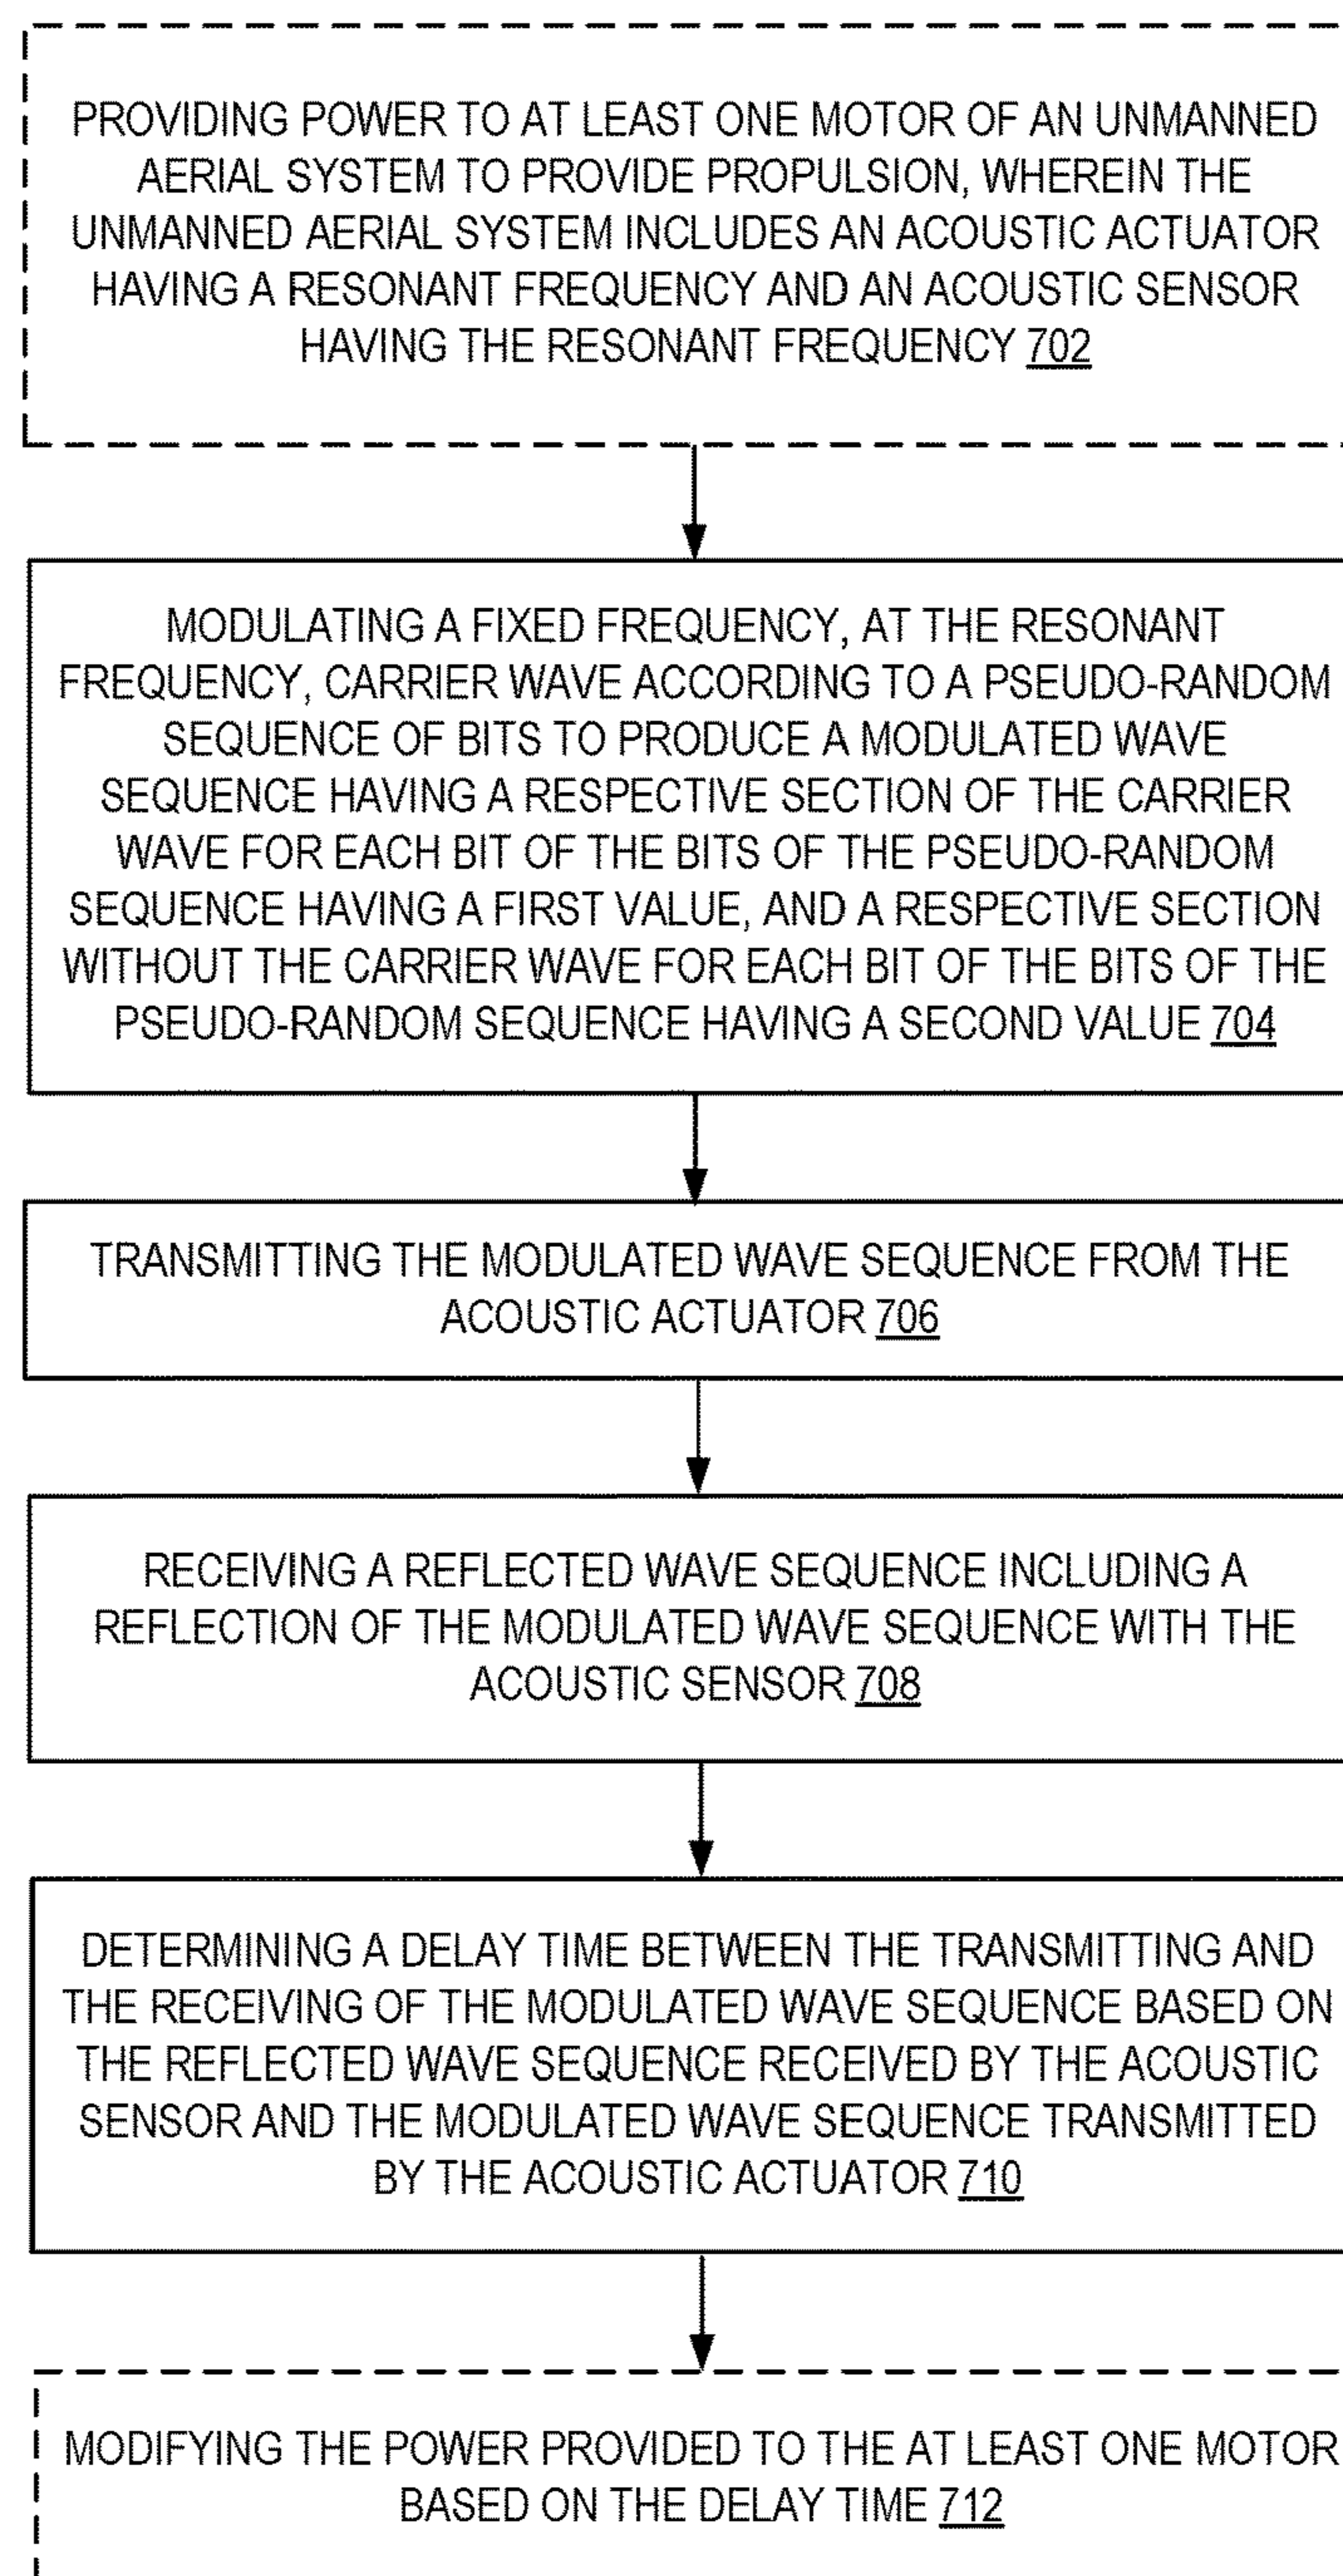 PROVIDING POWER TO AT LEAST ONE MOTOR OF AN UNMANNED
AERIAL SYSTEM TO PROVIDE PROPULSION, WHEREIN THE
UNMANNED AERIAL SYSTEM INCLUDES AN ACOUSTIC ACTUATOR
HAVING A RESONANT FREQUENCY AND AN ACOUSTIC SENSOR
HAVING THE RESONANT FREQUENCY 702
MODULATING A FIXED FREQUENCY, AT THE RESONANT
FREQUENCY, CARRIER WAVE ACCORDING TO A PSEUDO-RANDOM
SEQUENCE OF BITS TO PRODUCE A MODULATED WAVE
SEQUENCE HAVING A RESPECTIVE SECTION OF THE CARRIER
WAVE FOR EACH BIT OF THE BITS OF THE PSEUDO-RANDOM
SEQUENCE HAVING A FIRST VALUE, AND A RESPECTIVE SECTION
WITHOUT THE CARRIER WAVE FOR EACH BIT OF THE BITS OF THE
PSEUDO-RANDOM SEQUENCE HAVING A SECOND VALUE 704
TRANSMITTING THE MODULATED WAVE SEQUENCE FROM THE
ACOUSTIC ACTUATOR 706
RECEIVING A REFLECTED WAVE SEQUENCE INCLUDING A
REFLECTION OF THE MODULATED WAVE SEQUENCE WITH THE
ACOUSTIC SENSOR 708
DETERMINING A DELAY TIME BETWEEN THE TRANSMITTING AND
THE RECEIVING OF THE MODULATED WAVE SEQUENCE BASED ON
THE REFLECTED WAVE SEQUENCE RECEIVED BY THE ACOUSTIC
SENSOR AND THE MODULATED WAVE SEQUENCE TRANSMITTED
BY THE ACOUSTIC ACTUATOR 710
MODIFYING THE POWER PROVIDED TO THE AT LEAST ONE MOTOR
BASED ON THE DELAY TIME 712